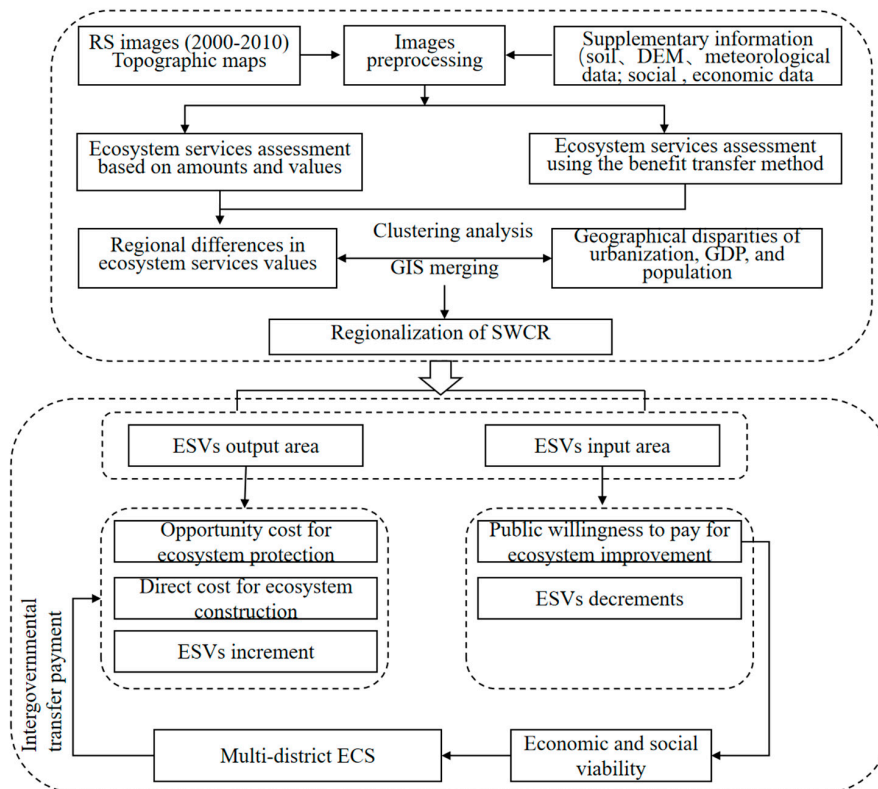 RS images (2000-2010)
Topographic maps
Images
preprocessing
Supplementary information
(soil、DEM、meteorological
data; social , economic data
Ecosystem services assessment
based on amounts and values
Ecosystem services assessment
using the benefit transfer method
Regional differences in
ecosystem services values
Clustering analysis
GIS merging
Geographical disparities of
urbanization, GDP, and
population
Regionalization of SWCR
ESVs output area
ESVs input area
Opportunity cost for
ecosystem protection
Direct cost for ecosystem
construction
ESVs increment
Public willingness to pay for
ecosystem improvement
ESVs decrements
Intergovernmental
transfer payment
Multi-district ECS
Economic and social
viability